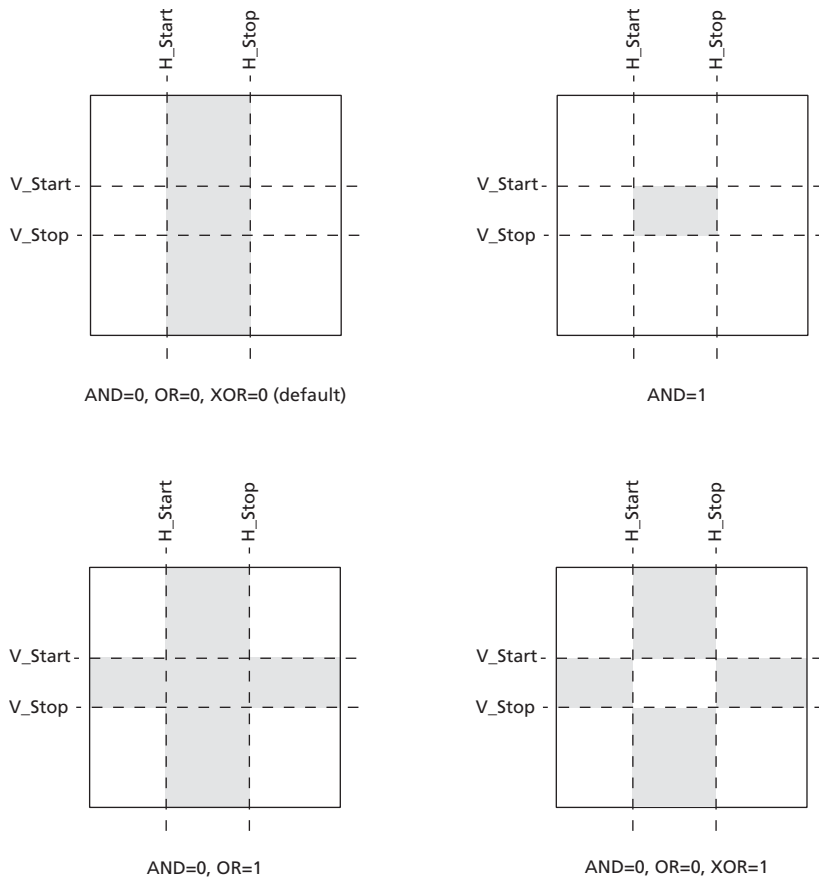 H_Start
H_Stop
V_Start
V_Stop
AND=0, OR=0, XOR=0 (default)
H_Start
H_Stop
V_Start
V_Stop
AND=1
H_Start
H_Stop
V_Start
V_Stop
AND=0, OR=1
H_Start
H_Stop
V_Start
V_Stop
AND=0, OR=0, XOR=1